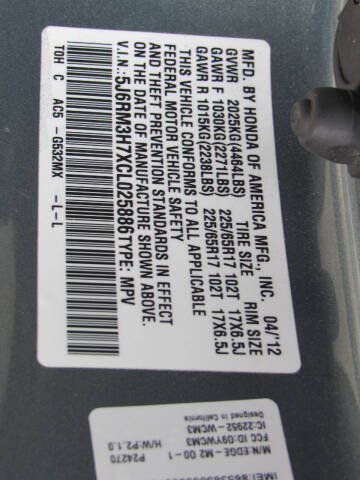 MFD. BY HONDA OF AMERICA MFG., INC. 04/'12
GVWR 2025KG(4464LBS) TIRE SIZE RIM SIZE
GAWR F 1030KG(2271LBS) 225/65R17 102T 17X6.5J
GAWR R 1015KG(2238LBS) 225/65R17 102T 17X6.5J
THIS VEHICLE CONFORMS TO ALL APPLICABLE
FEDERAL MOTOR VEHICLE SAFETY
AND THEFT PREVENTION STANDARDS IN EFFECT
ON THE DATE OF MANUFACTURE SHOWN ABOVE.
V.I.N.: 5J6RM3H7XCL025886 TYPE: MPV
TOH C AC5 - G532MX - L - L
M/N:EDGE-M2 00-1
FCC ID:O9YWCM3
IC:22952-WCM3
Designed in California
P24270
H/W:P2.1.0